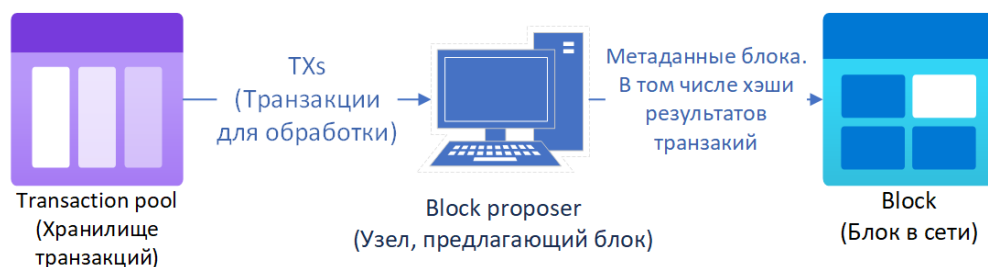 TXs
(Транзакции
для обработки)
Метаданные блока.
В том числе хэши
результатов
транзакий
Transaction pool
(Хранилище
транзакций)
Block proposer
(Узел, предлагающий блок)
Block
(Блок в сети)